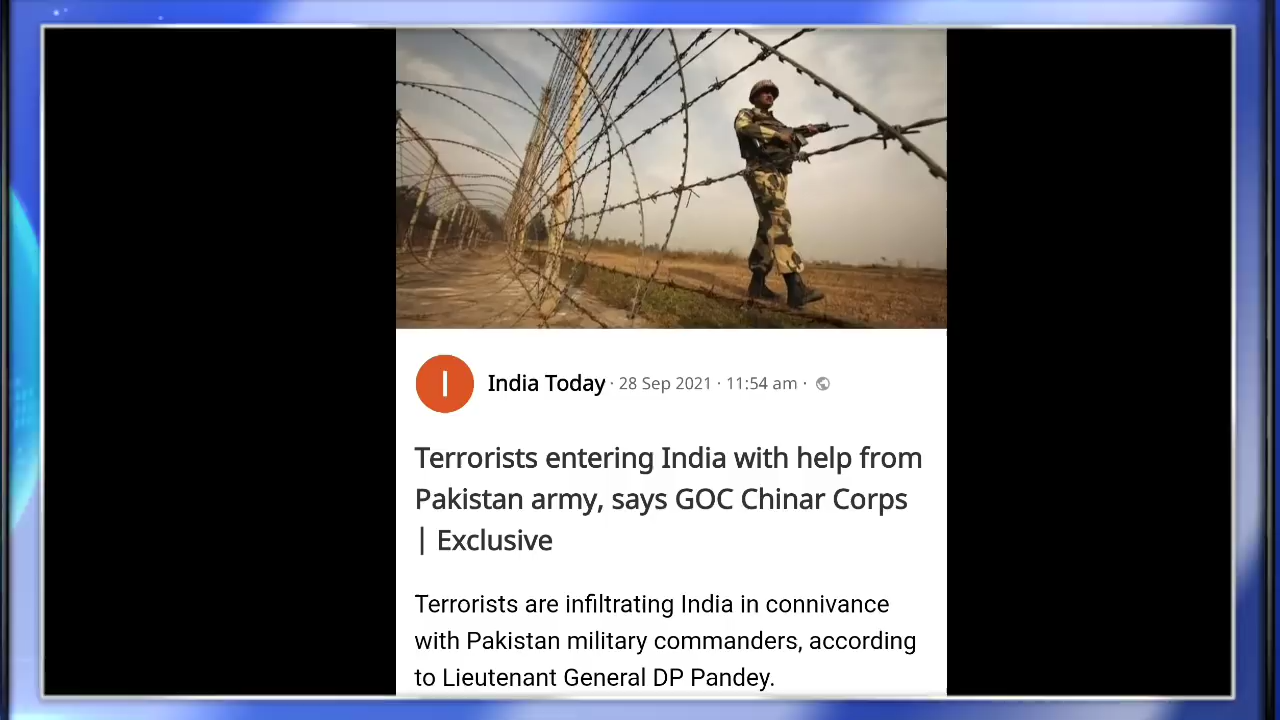 I
India Today · 28 Sep 2021 · 11:54 am ·
Terrorists entering India with help from
Pakistan army, says GOC Chinar Corps
| Exclusive
Terrorists are infiltrating India in connivance
with Pakistan military commanders, according
to Lieutenant General DP Pandey.